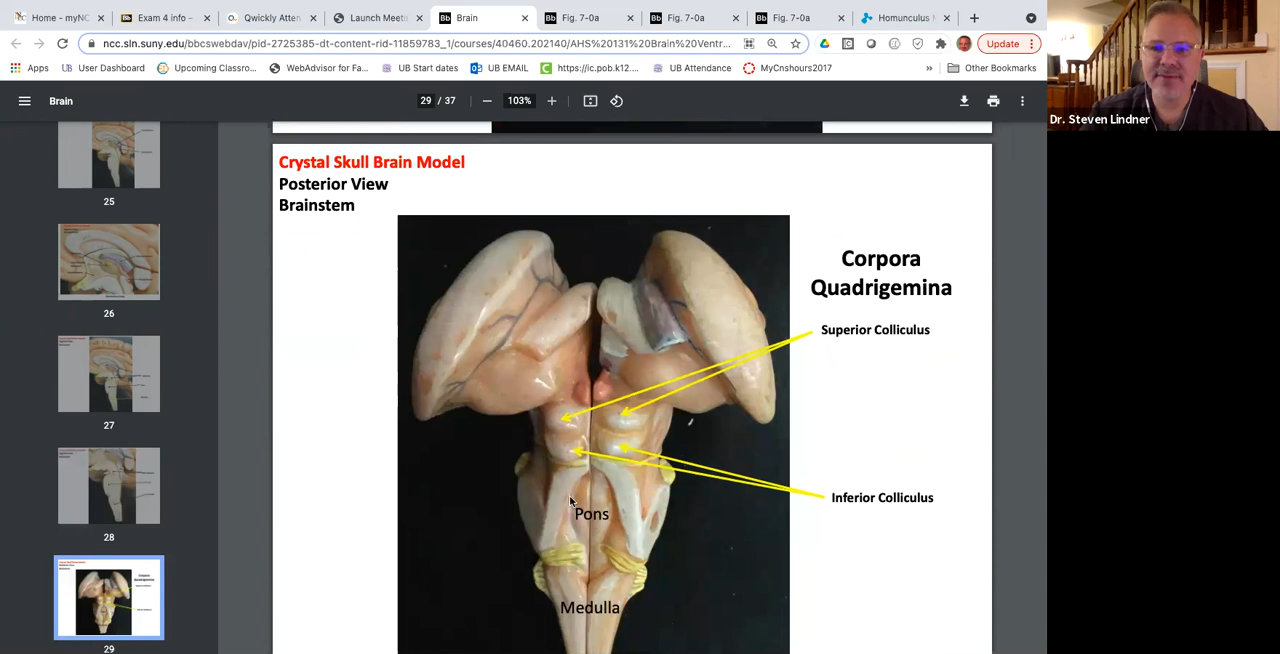 Home - myNC
Exam 4 info -
Qwickly Atten
Launch Meeti
Brain
Fig. 7-0a
Fig. 7-0a
Fig. 7-0a
Homunculus
ncc.sln.suny.edu/bbcswebdav/pid-2725385-dt-content-rid-11859783_1/courses/40460.202140/AHS%20131%20Brain%20Ventr...
Update
Apps
User Dashboard
Upcoming Classro...
WebAdvisor for Fa...
UB Start dates
UB EMAIL
https://ic.pob.k12....
UB Attendance
MyCnshours2017
»
Other Bookmarks
Brain
29 / 37
103%
Dr. Steven Lindner
25
26
27
28
29
Crystal Skull Brain Model
Posterior View
Brainstem
Corpora
Quadrigemina
Superior Colliculus
Inferior Colliculus
Pons
Medulla